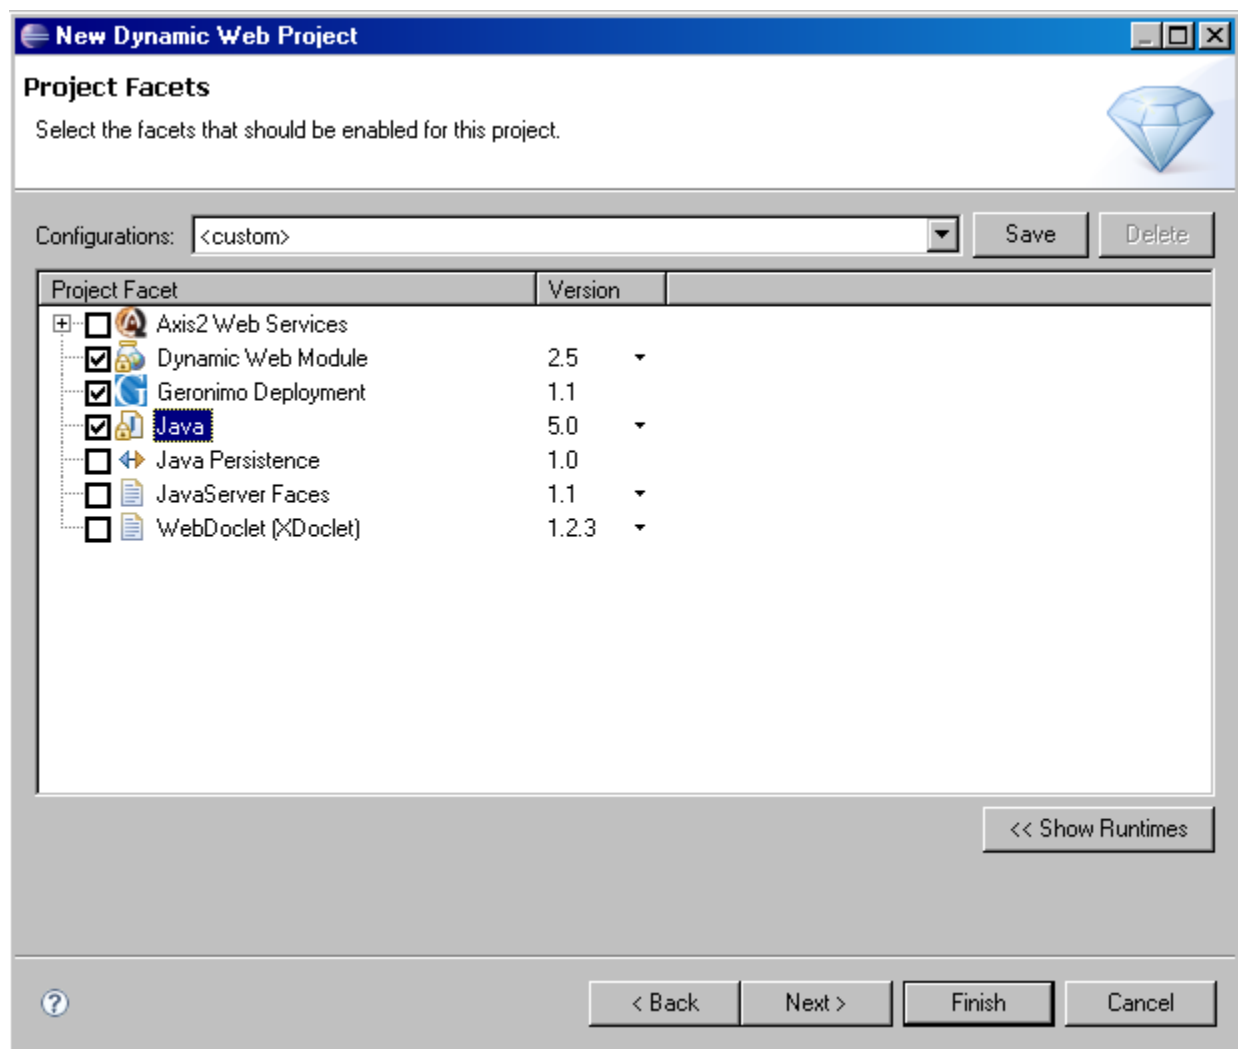 New Dynamic Web Project
Project Facets
Select the facets that should be enabled for this project.
Configurations: <custom> Save Delete
Project Facet Version
Axis2 Web Services
Dynamic Web Module 2.5
Geronimo Deployment 1.1
Java 5.0
Java Persistence 1.0
JavaServer Faces 1.1
WebDoclet (XDoclet) 1.2.3
<< Show Runtimes
? < Back Next > Finish Cancel